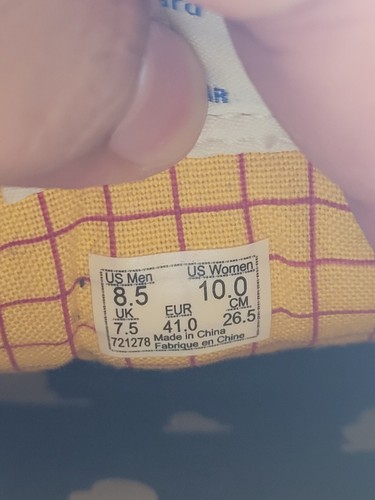 US Men US Women
8.5 10.0
UK EUR CM
7.5 41.0 26.5
721278 Made in China
Fabrique en Chine